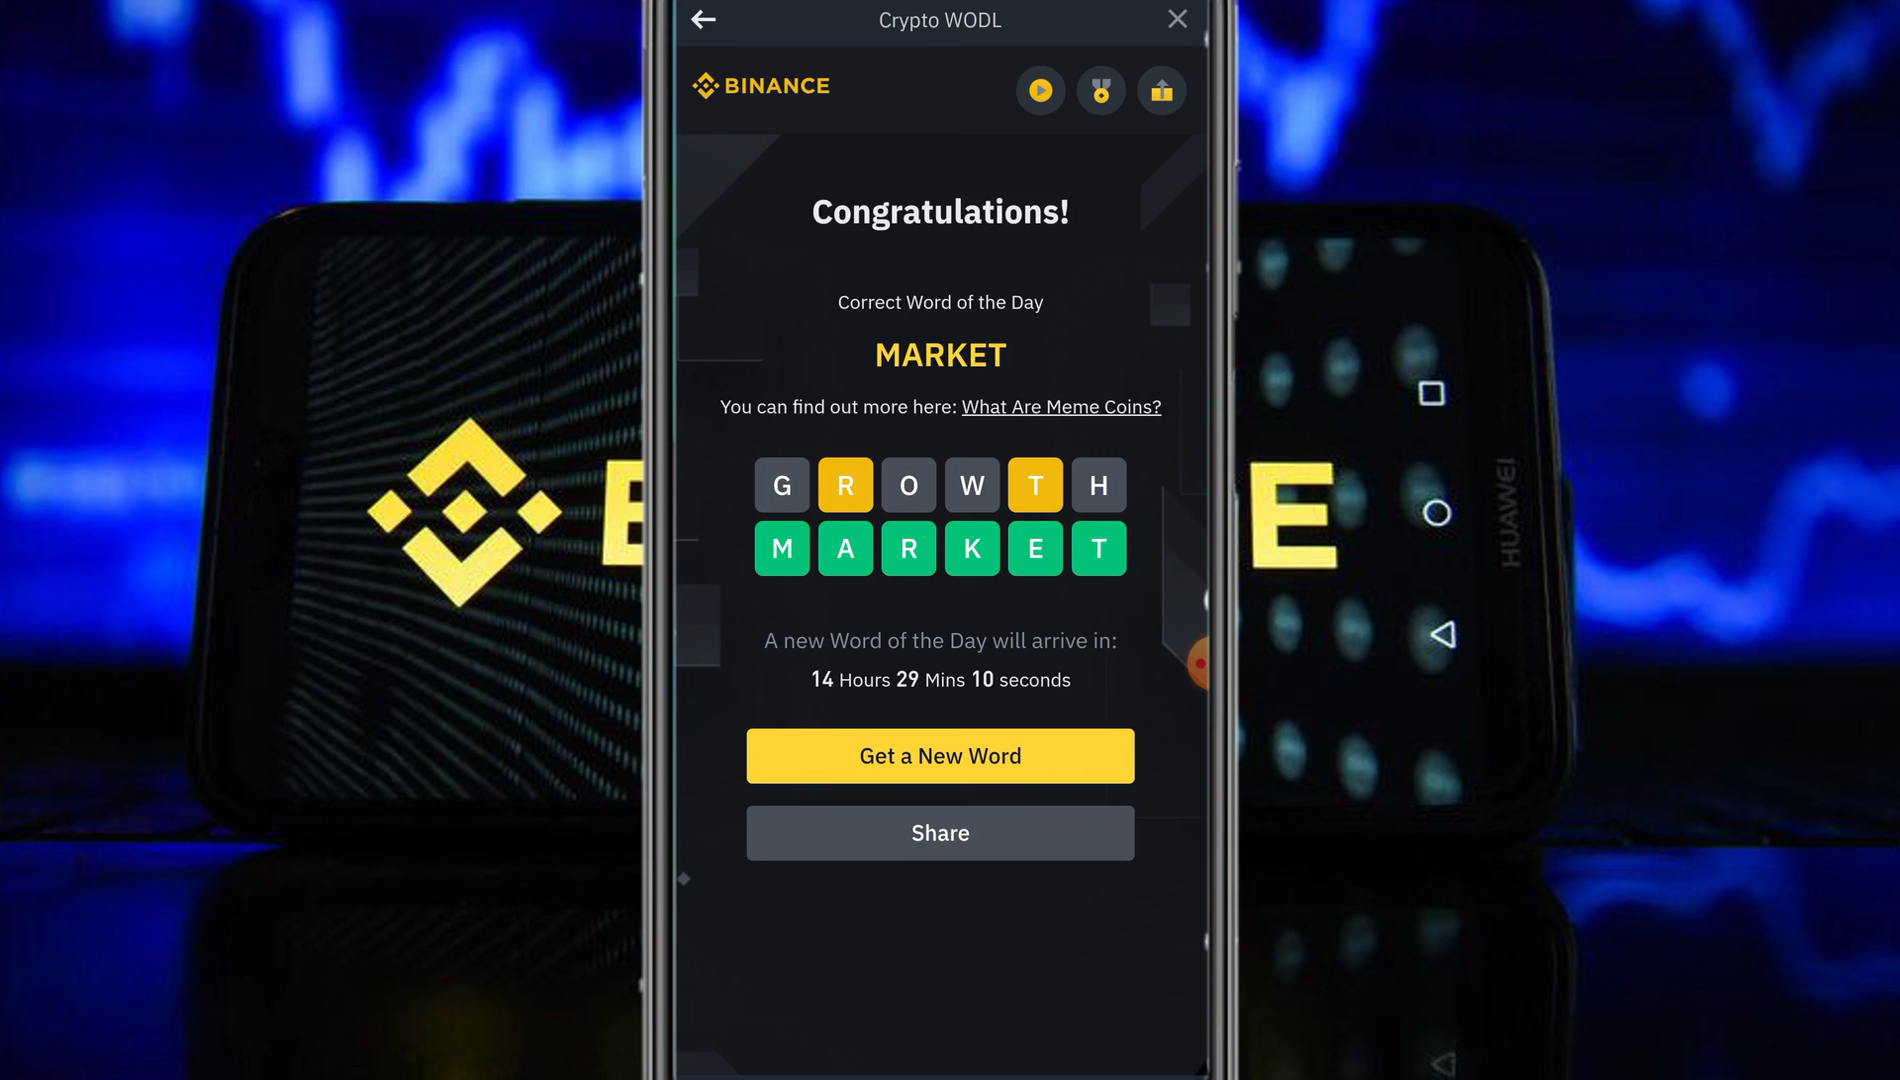 Crypto WODL
BINANCE
Congratulations!
Correct Word of the Day
MARKET
You can find out more here: What Are Meme Coins?
G R O W T H
M A R K E T
A new Word of the Day will arrive in:
14 Hours 29 Mins 10 seconds
Get a New Word
Share
E
HUAWEI